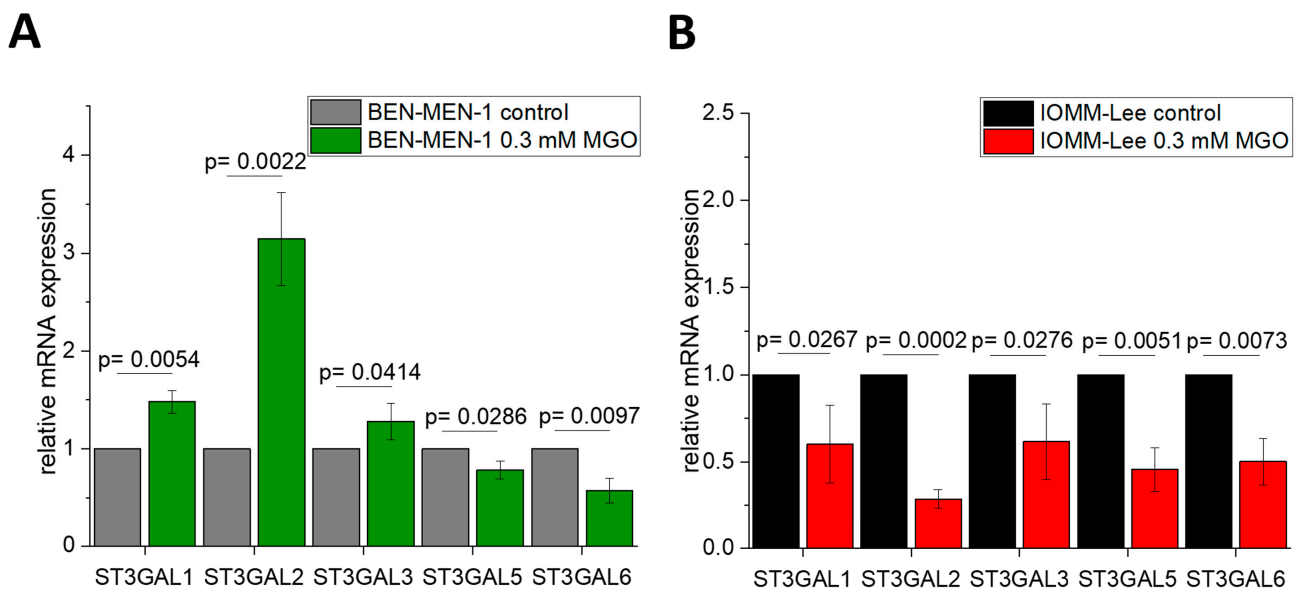 A
BEN-MEN-1 control
BEN-MEN-1 0.3 mM MGO
relative mRNA expression
4
3
2
1
0
p= 0.0054
p= 0.0022
p= 0.0414
p= 0.0286
p= 0.0097
ST3GAL1 ST3GAL2 ST3GAL3 ST3GAL5 ST3GAL6
B
IOMM-Lee control
IOMM-Lee 0.3 mM MGO
relative mRNA expression
2.5
2.0
1.5
1.0
0.5
0.0
p= 0.0267 p= 0.0002 p= 0.0276 p= 0.0051 p= 0.0073
ST3GAL1 ST3GAL2 ST3GAL3 ST3GAL5 ST3GAL6